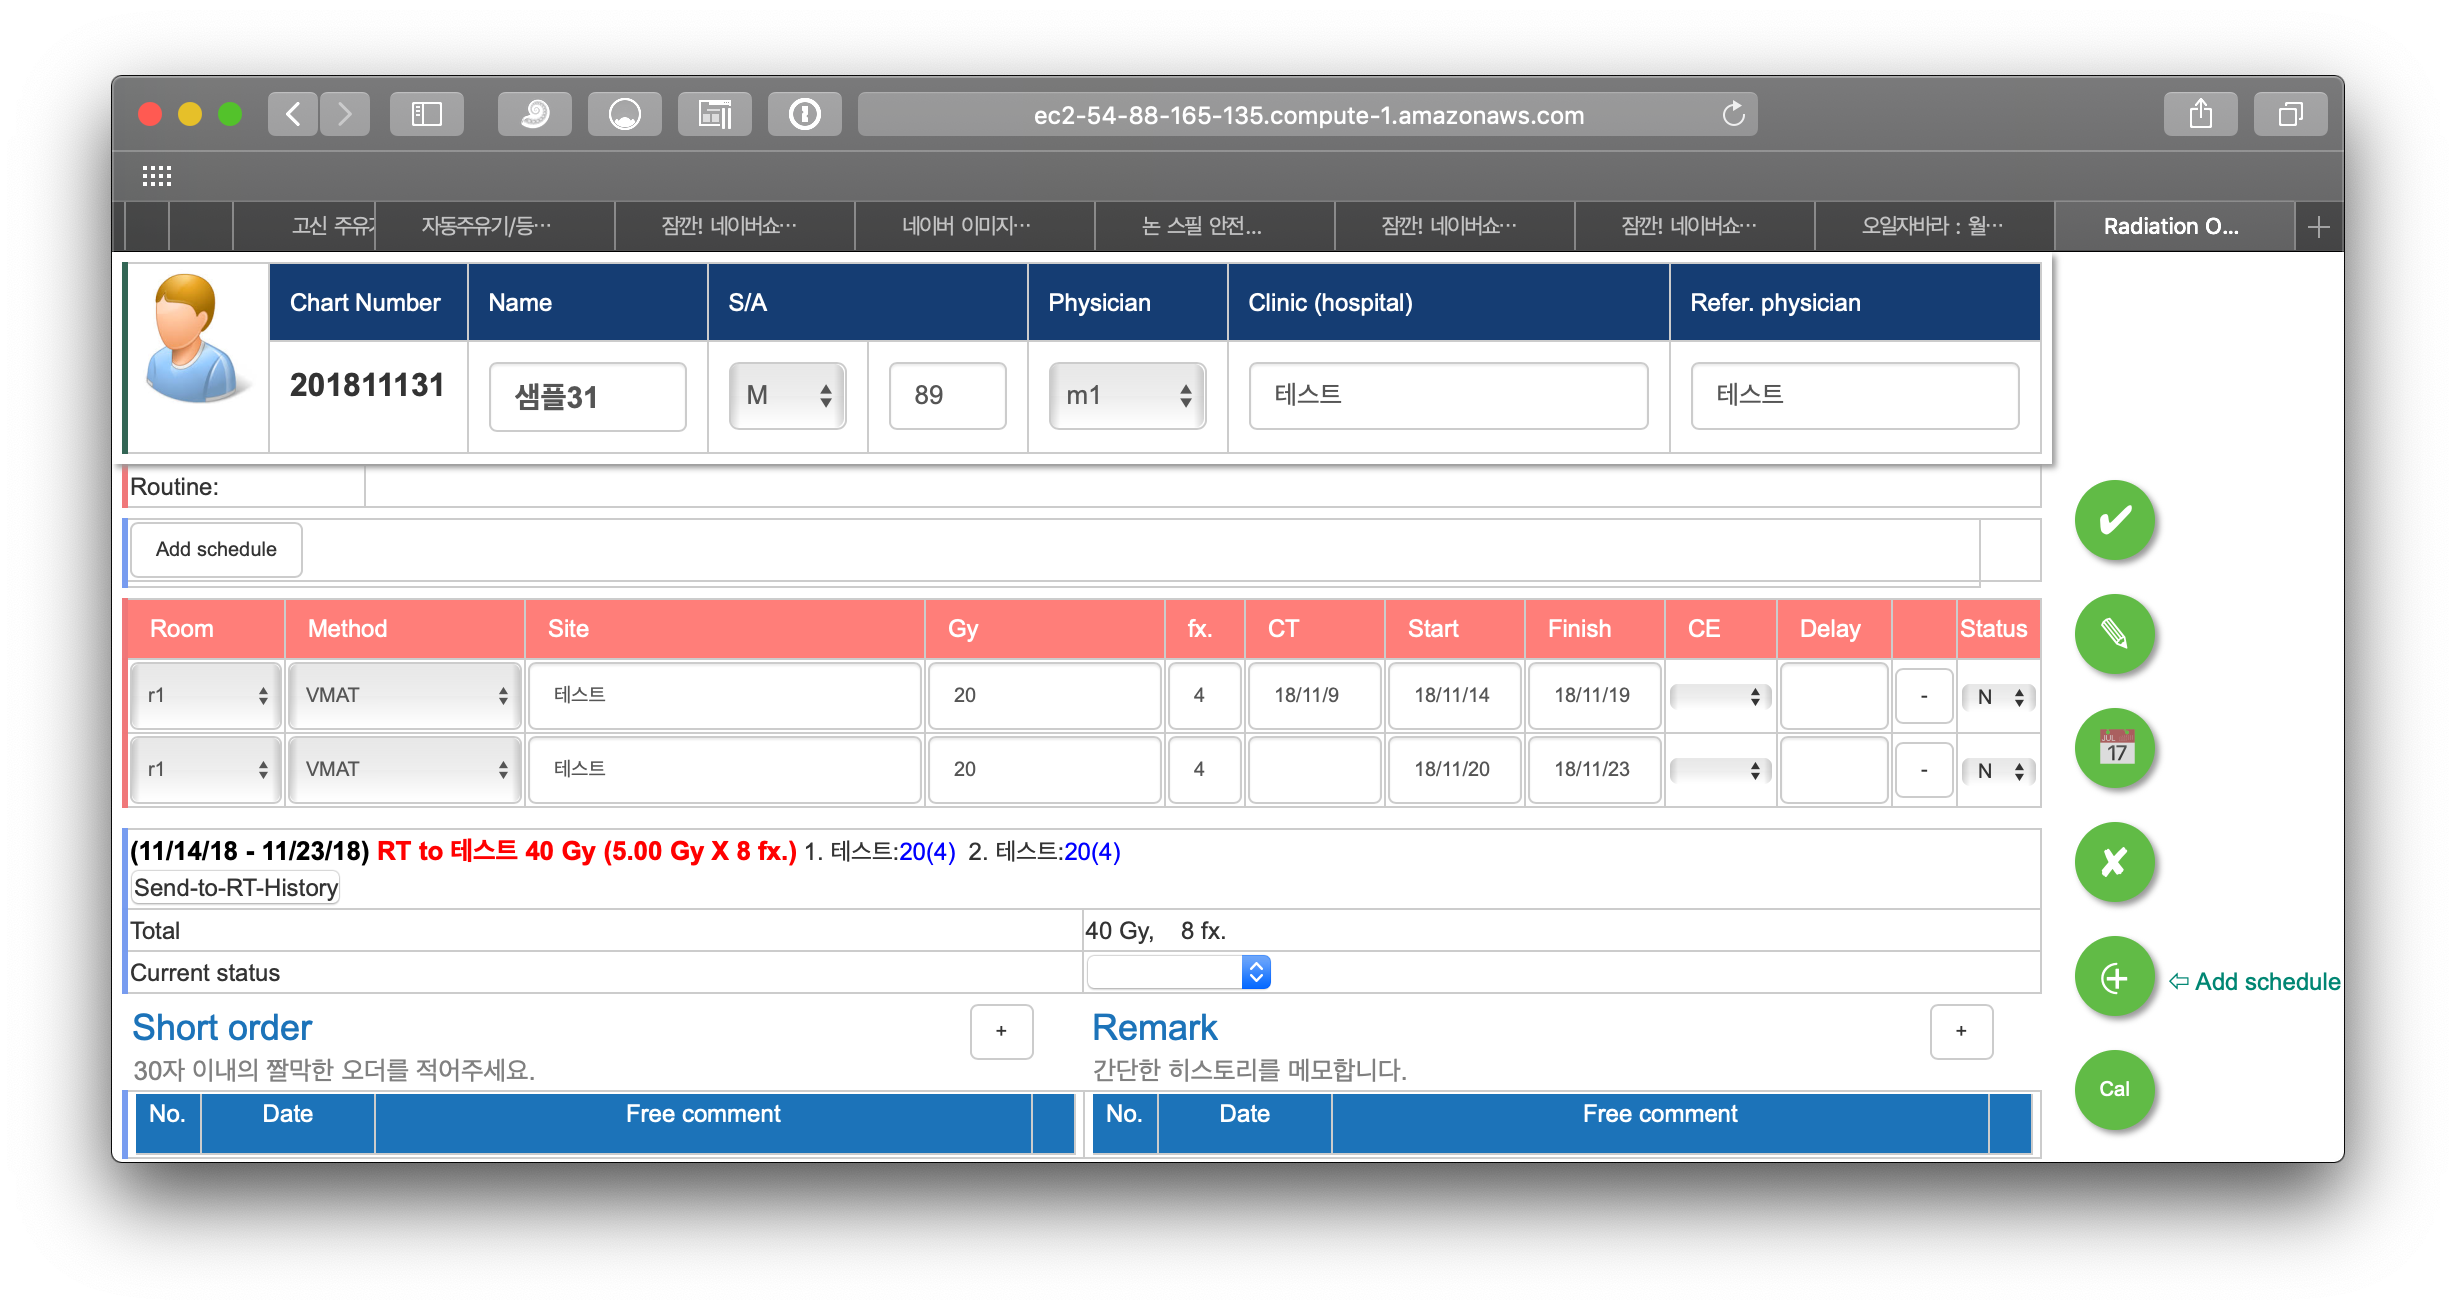 ec2-54-88-165-135.compute-1.amazonaws.com
고신 주유기 자동주유기/등… 잠깐! 네이버쇼… 네이버 이미지… 논 스필 안전... 잠깐! 네이버쇼… 잠깐! 네이버쇼… 오일자바라 : 월… Radiation O...
Chart Number Name S/A Physician Clinic (hospital) Refer. physician
201811131 샘플31 M 89 m1 테스트 테스트
Routine:
Add schedule
Room Method Site Gy fx. CT Start Finish CE Delay Status
r1 VMAT 테스트 20 4 18/11/9 18/11/14 18/11/19 - N
r1 VMAT 테스트 20 4 18/11/20 18/11/23 - N
JUL 17
(11/14/18 - 11/23/18) RT to 테스트 40 Gy (5.00 Gy X 8 fx.) 1. 테스트:20(4) 2. 테스트:20(4)
Send-to-RT-History
Total 40 Gy, 8 fx.
Current status
⇦ Add schedule
Short order + Remark +
30자 이내의 짤막한 오더를 적어주세요. 간단한 히스토리를 메모합니다.
Cal
No. Date Free comment No. Date Free comment